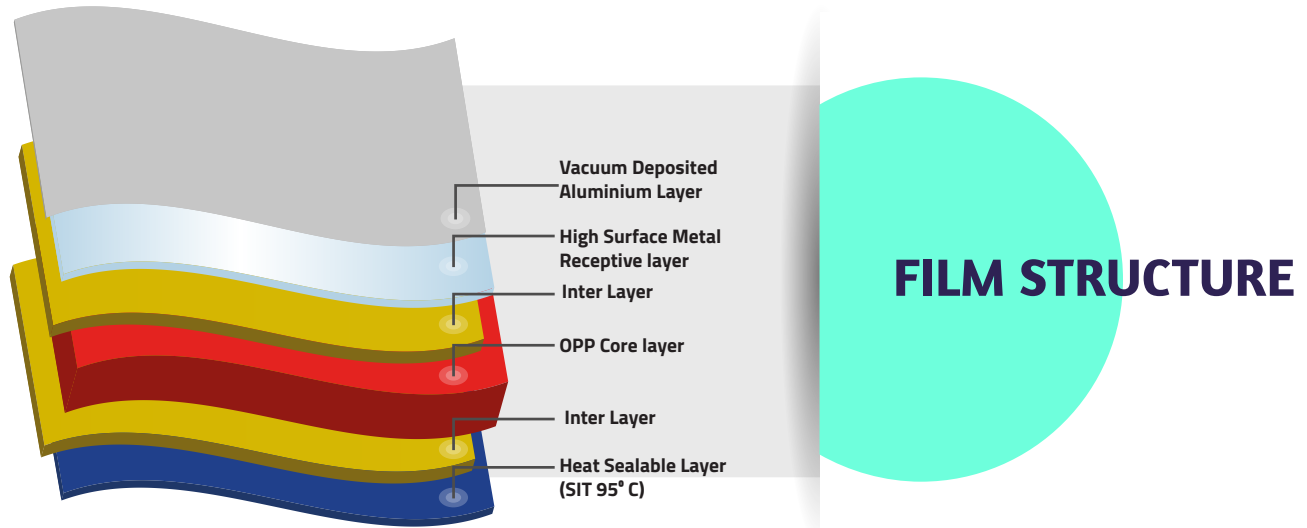 Vacuum Deposited
Aluminium Layer
High Surface Metal
Receptive layer
Inter Layer
OPP Core layer
Inter Layer
Heat Sealable Layer
(SIT 95° C)
FILM STRUCTURE